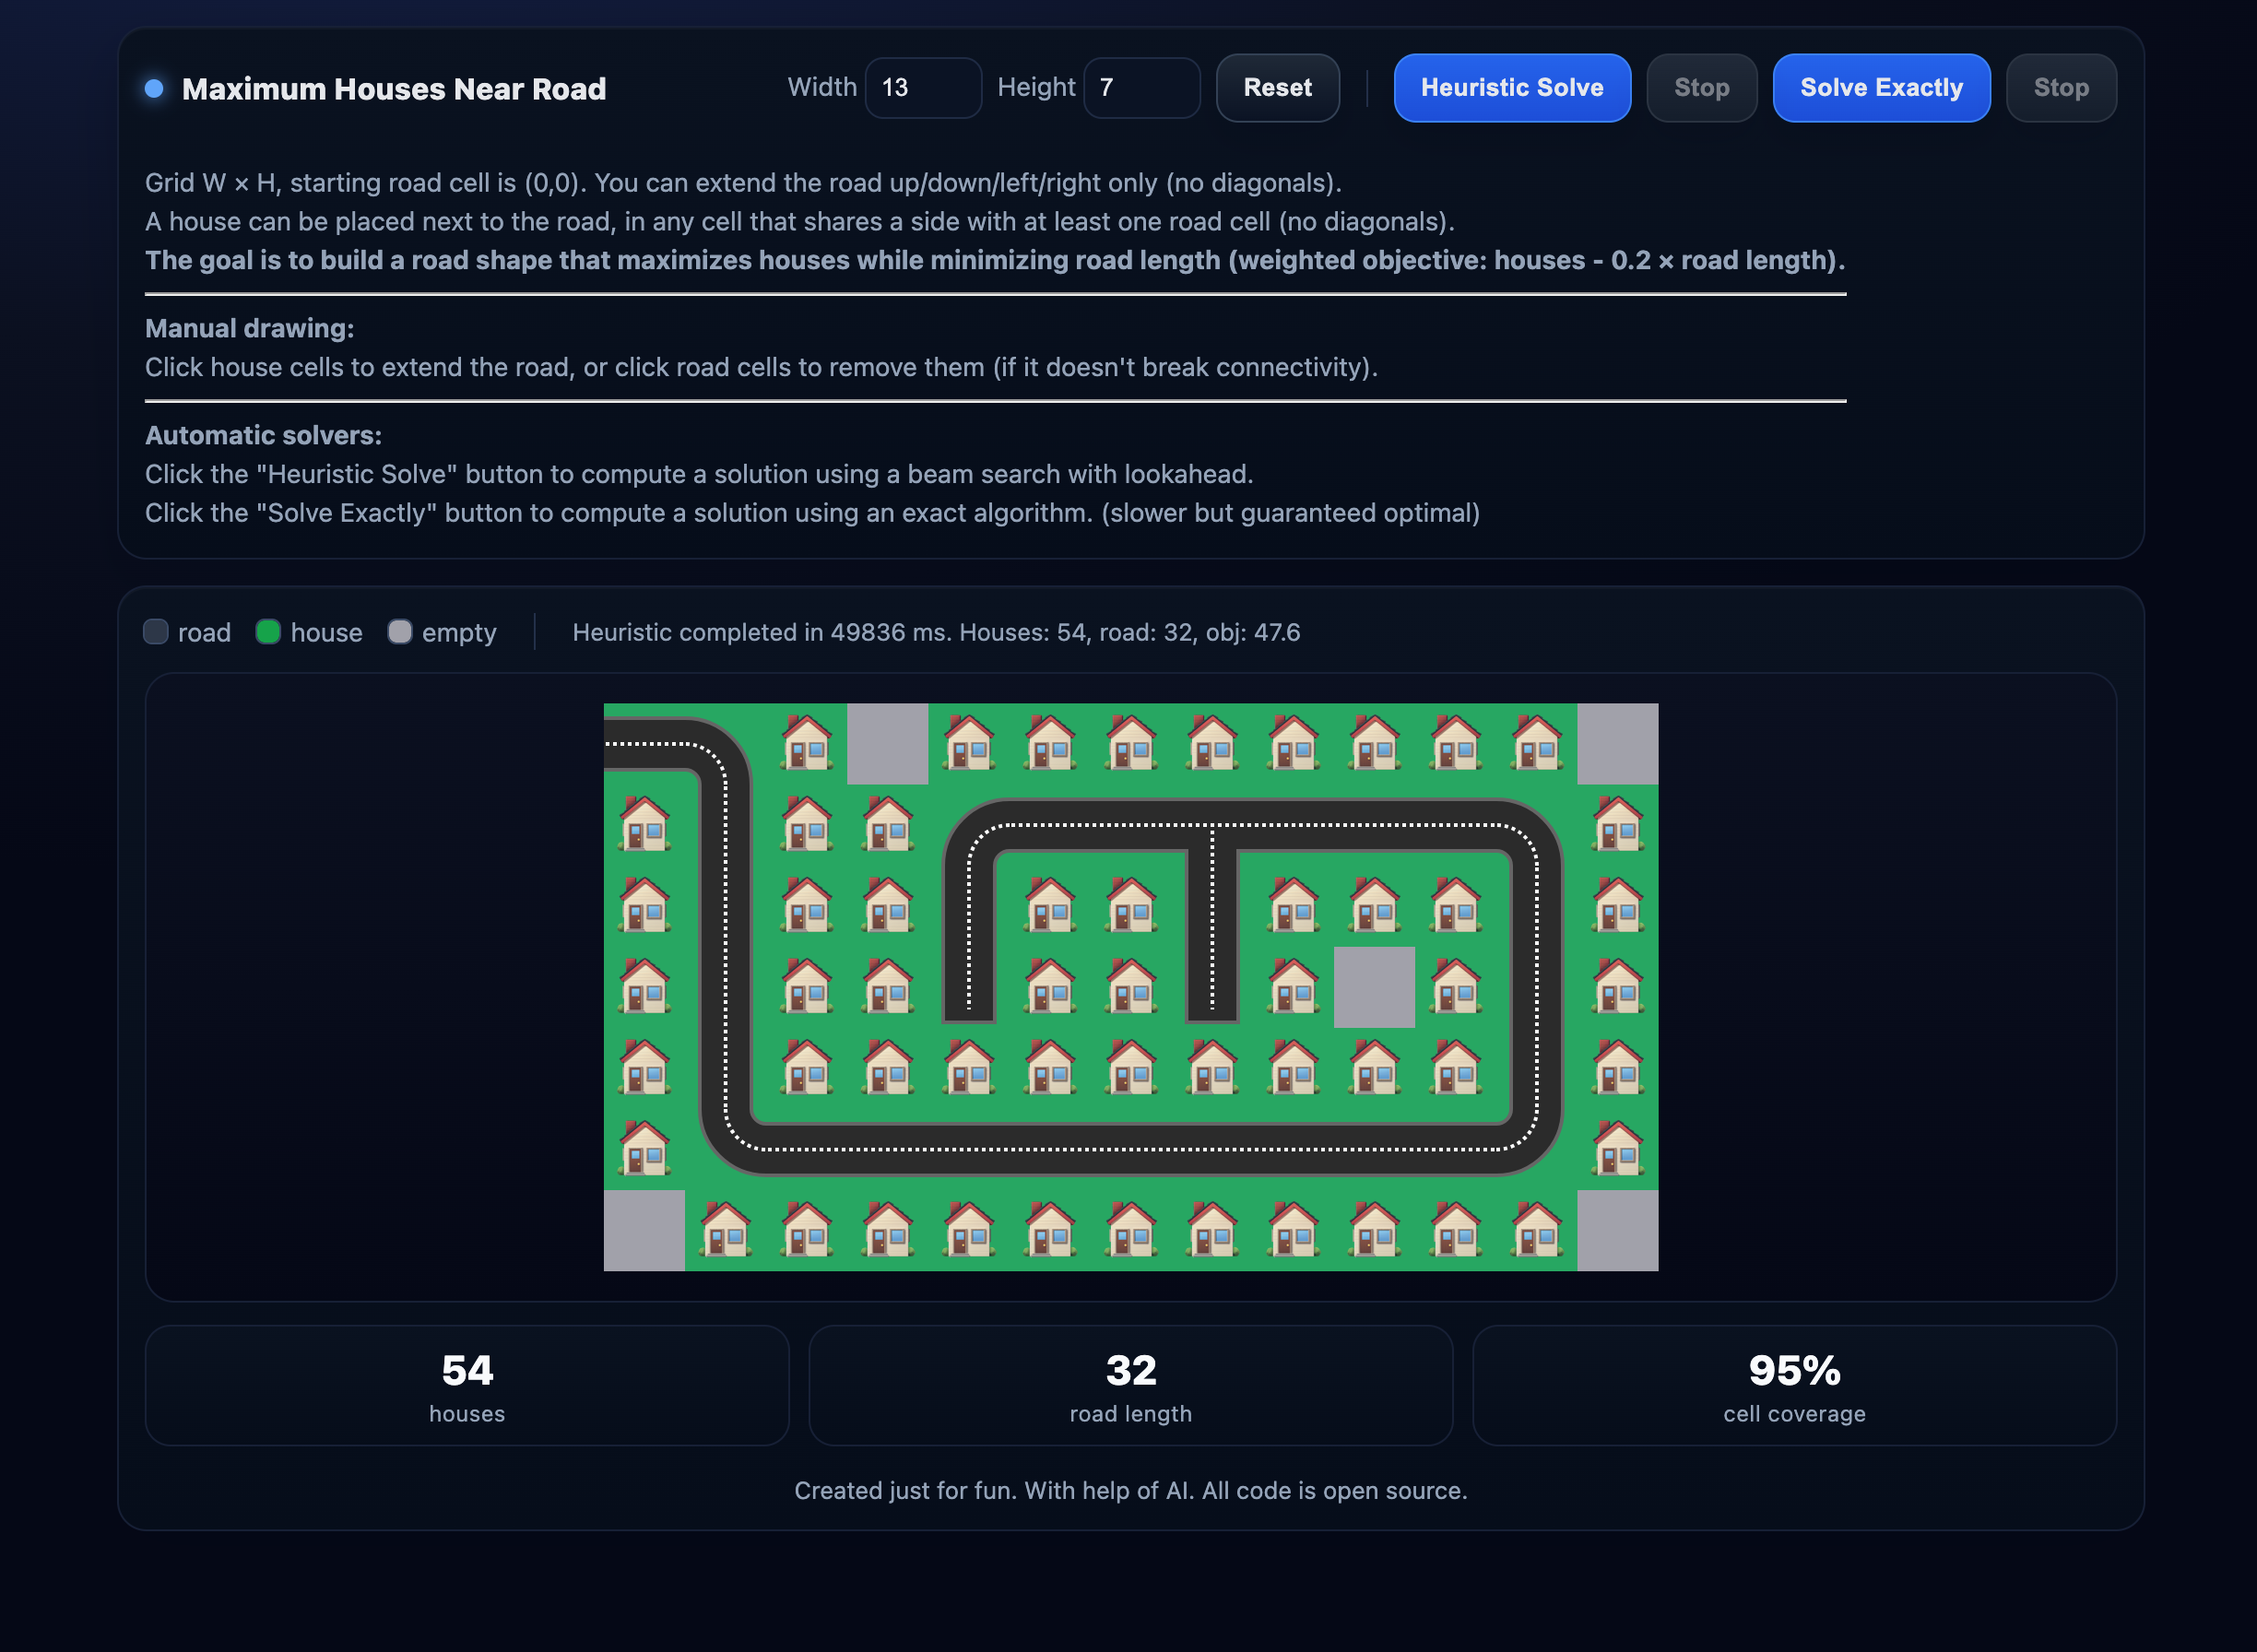 Maximum Houses Near Road
Width 13 Height 7 Reset Heuristic Solve Stop Solve Exactly Stop
Grid W × H, starting road cell is (0,0). You can extend the road up/down/left/right only (no diagonals).
A house can be placed next to the road, in any cell that shares a side with at least one road cell (no diagonals).
The goal is to build a road shape that maximizes houses while minimizing road length (weighted objective: houses - 0.2 × road length).
Manual drawing:
Click house cells to extend the road, or click road cells to remove them (if it doesn't break connectivity).
Automatic solvers:
Click the "Heuristic Solve" button to compute a solution using a beam search with lookahead.
Click the "Solve Exactly" button to compute a solution using an exact algorithm. (slower but guaranteed optimal)
road house empty Heuristic completed in 49836 ms. Houses: 54, road: 32, obj: 47.6
54
houses
32
road length
95%
cell coverage
Created just for fun. With help of AI. All code is open source.